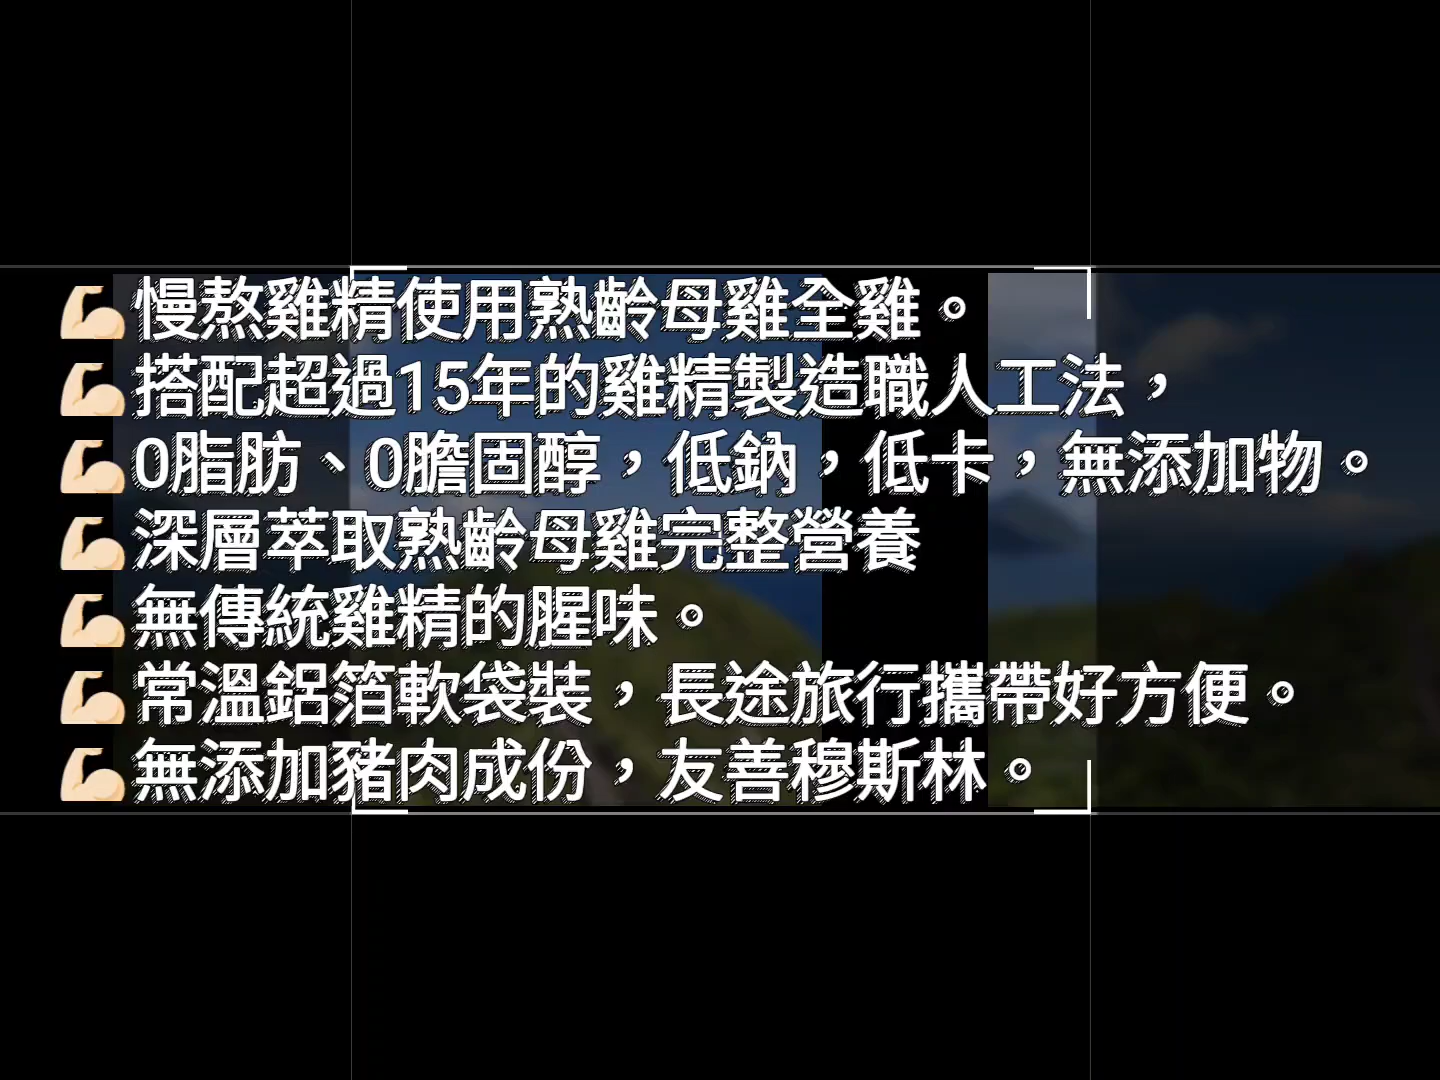 💪🏻慢熬雞精使用熟齡母雞全雞。
💪🏻搭配超過15年的雞精製造職人工法，
💪🏻0脂肪、0膽固醇，低鈉，低卡，無添加物。
💪🏻深層萃取熟齡母雞完整營養
💪🏻無傳統雞精的腥味。
💪🏻常溫鋁箔軟袋裝，長途旅行攜帶好方便。
💪🏻無添加豬肉成份，友善穆斯林。